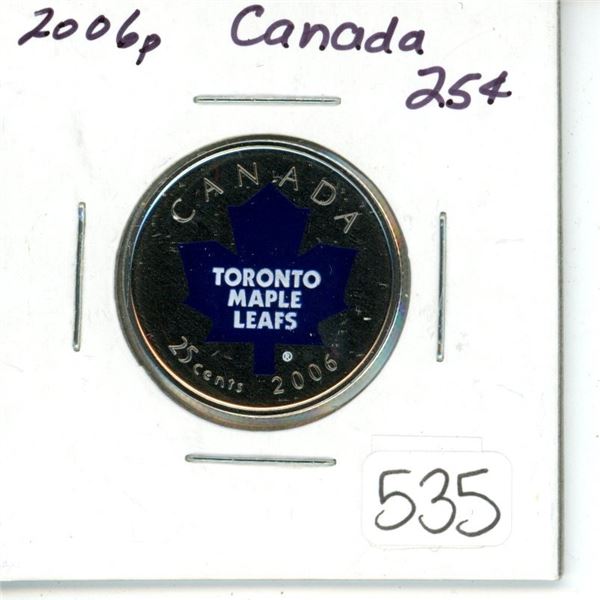 2006p Canada
25¢
CANADA
TORONTO
MAPLE
LEAFS
®
25 cents 2006
535